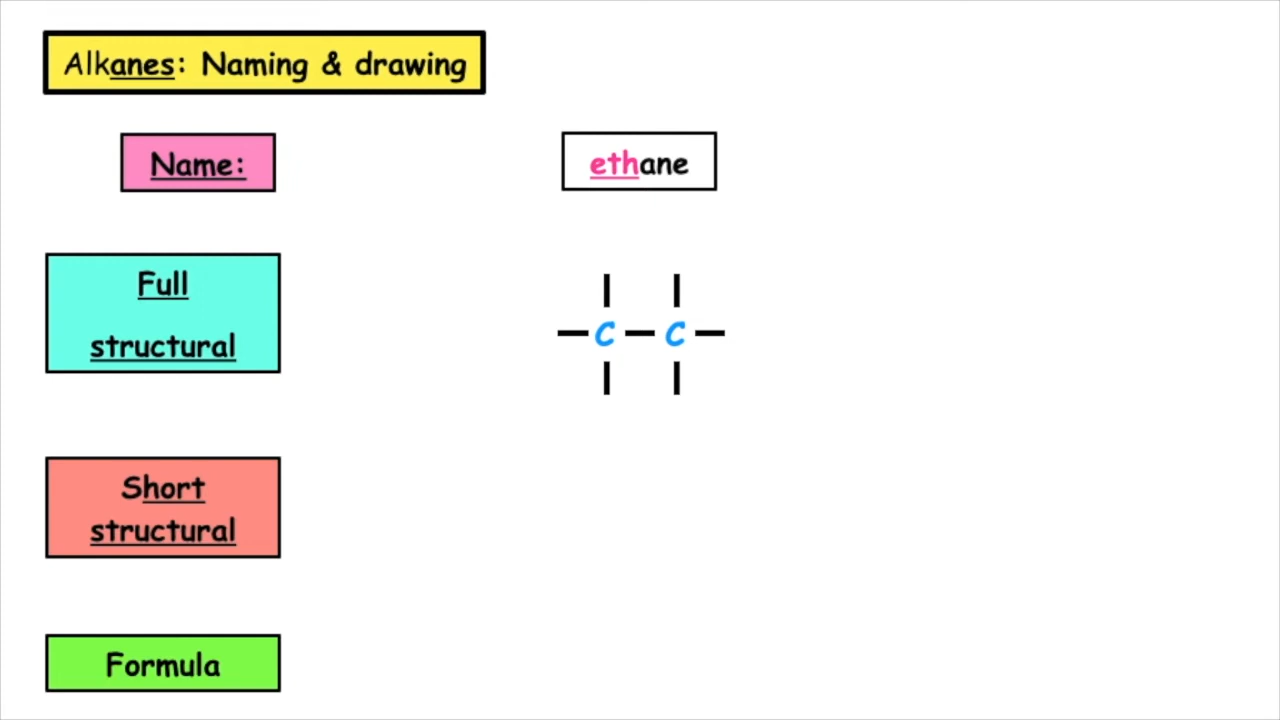 Alkanes: Naming & drawing
Name:
ethane
Full
structural
C C
Short
structural
Formula